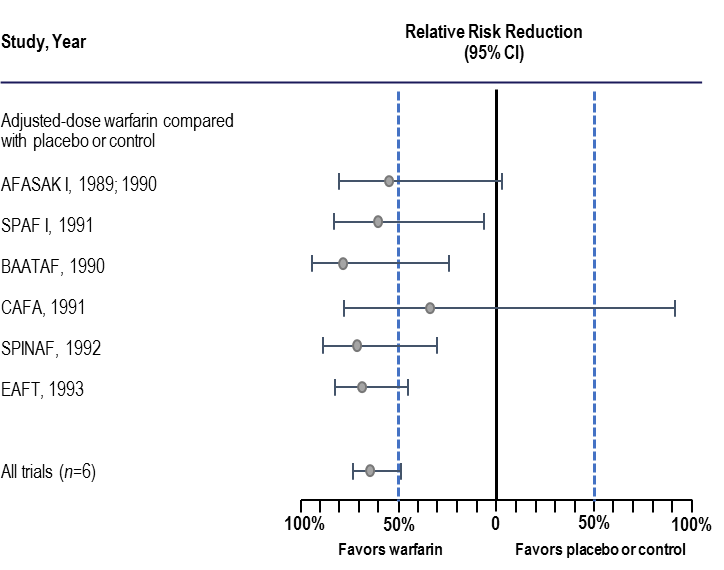 Study, Year
Relative Risk Reduction
(95% CI)
Adjusted-dose warfarin compared
with placebo or control
AFASAK I, 1989; 1990
SPAF I, 1991
BAATAF, 1990
CAFA, 1991
SPINAF, 1992
EAFT, 1993
All trials (n=6)
100% 50% 0 50% 100%
Favors warfarin Favors placebo or control